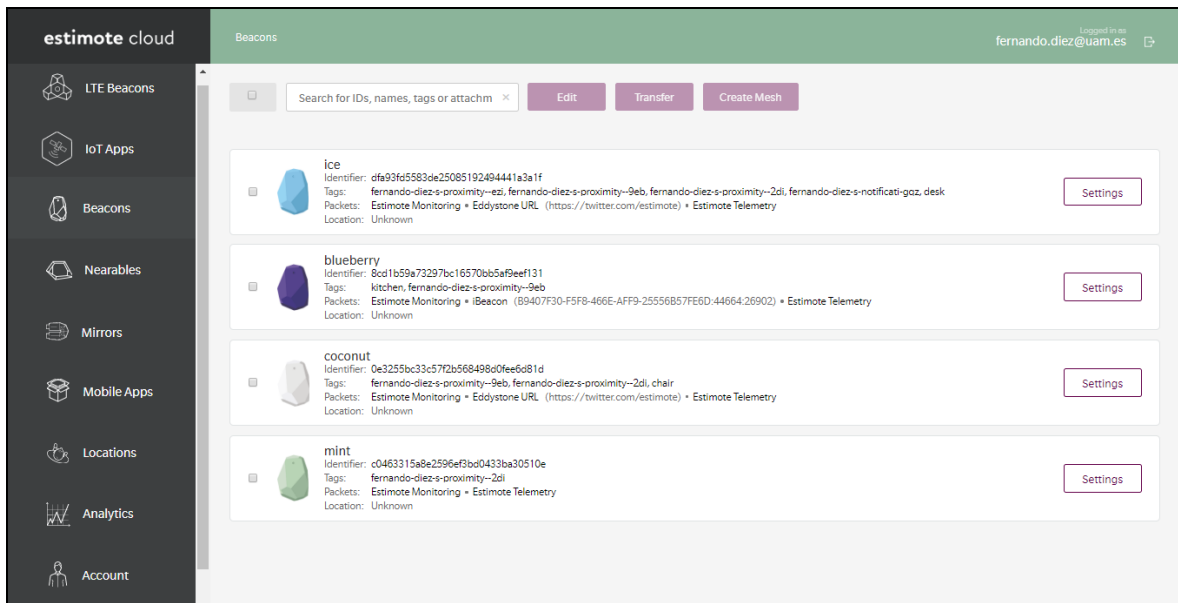 estimote cloud
Beacons
Logged in as
fernando.diez@uam.es
LTE Beacons
IoT Apps
Beacons
Nearables
Mirrors
Mobile Apps
Locations
Analytics
Account
Search for IDs, names, tags or attachm ×
Edit
Transfer
Create Mesh
ice
Identifier: dfa93fd5583de25085192494441a3a1f
Tags: fernando-diez-s-proximity--ezi, fernando-diez-s-proximity--9eb, fernando-diez-s-proximity--2di, fernando-diez-s-notificati-gqz, desk
Packets: Estimote Monitoring • Eddystone URL (https://twitter.com/estimote) • Estimote Telemetry
Location: Unknown
Settings
blueberry
Identifier: 8cd1b59a73297bc16570bb5af9eef131
Tags: kitchen, fernando-diez-s-proximity--9eb
Packets: Estimote Monitoring • iBeacon (B9407F30-F5F8-466E-AFF9-25556B57FE6D:44664:26902) • Estimote Telemetry
Location: Unknown
Settings
coconut
Identifier: 0e3255bc33c57f2b568498d0fee6d81d
Tags: fernando-diez-s-proximity--9eb, fernando-diez-s-proximity--2di, chair
Packets: Estimote Monitoring • Eddystone URL (https://twitter.com/estimote) • Estimote Telemetry
Location: Unknown
Settings
mint
Identifier: c0463315a8e2596ef3bd0433ba30510e
Tags: fernando-diez-s-proximity--2di
Packets: Estimote Monitoring • Estimote Telemetry
Location: Unknown
Settings